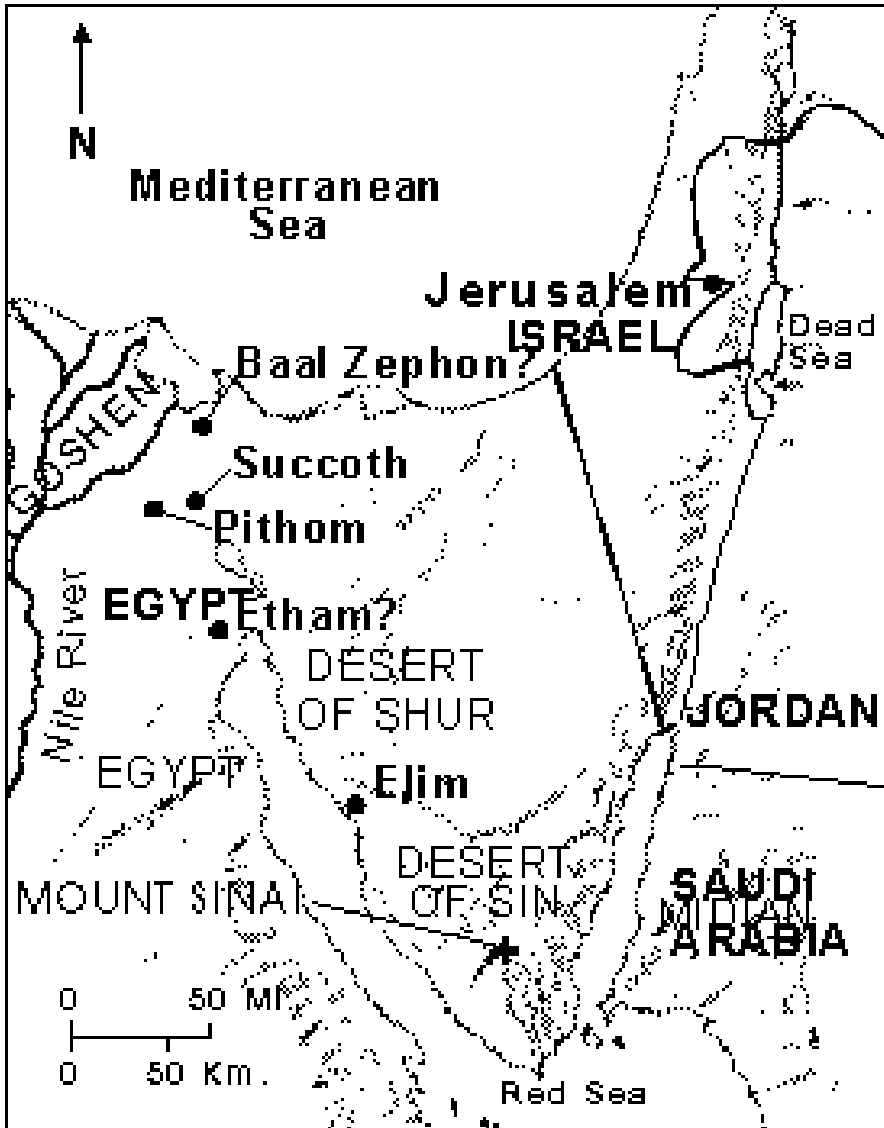 N
Mediterranean
Sea
Jerusalem
ISRAEL
Dead
Sea
Baal Zephon?
GOSHEN
Succoth
Pithom
EGYPT
Etham?
Nile River
DESERT
OF SHUR
JORDAN
EGYPT
Elim
DESERT
OF SIN
MOUNT SINAI
SAUDI
MIDIAN
ARABIA
0 50 Mi.
0 50 Km.
Red Sea